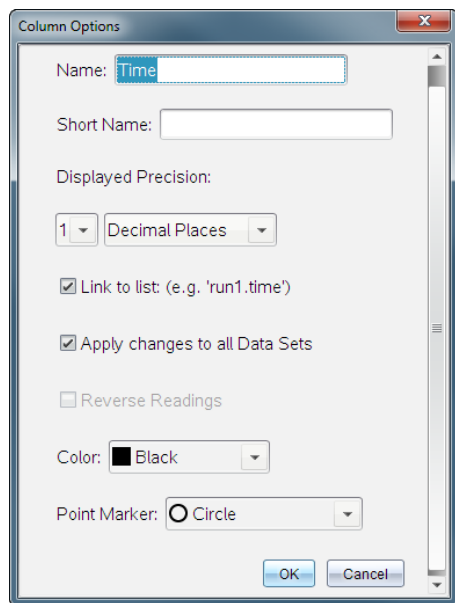 Column Options
Name: Time
Short Name:
Displayed Precision:
1 Decimal Places
Link to list: (e.g. 'run1.time')
Apply changes to all Data Sets
Reverse Readings
Color: Black
Point Marker: Circle
OK Cancel